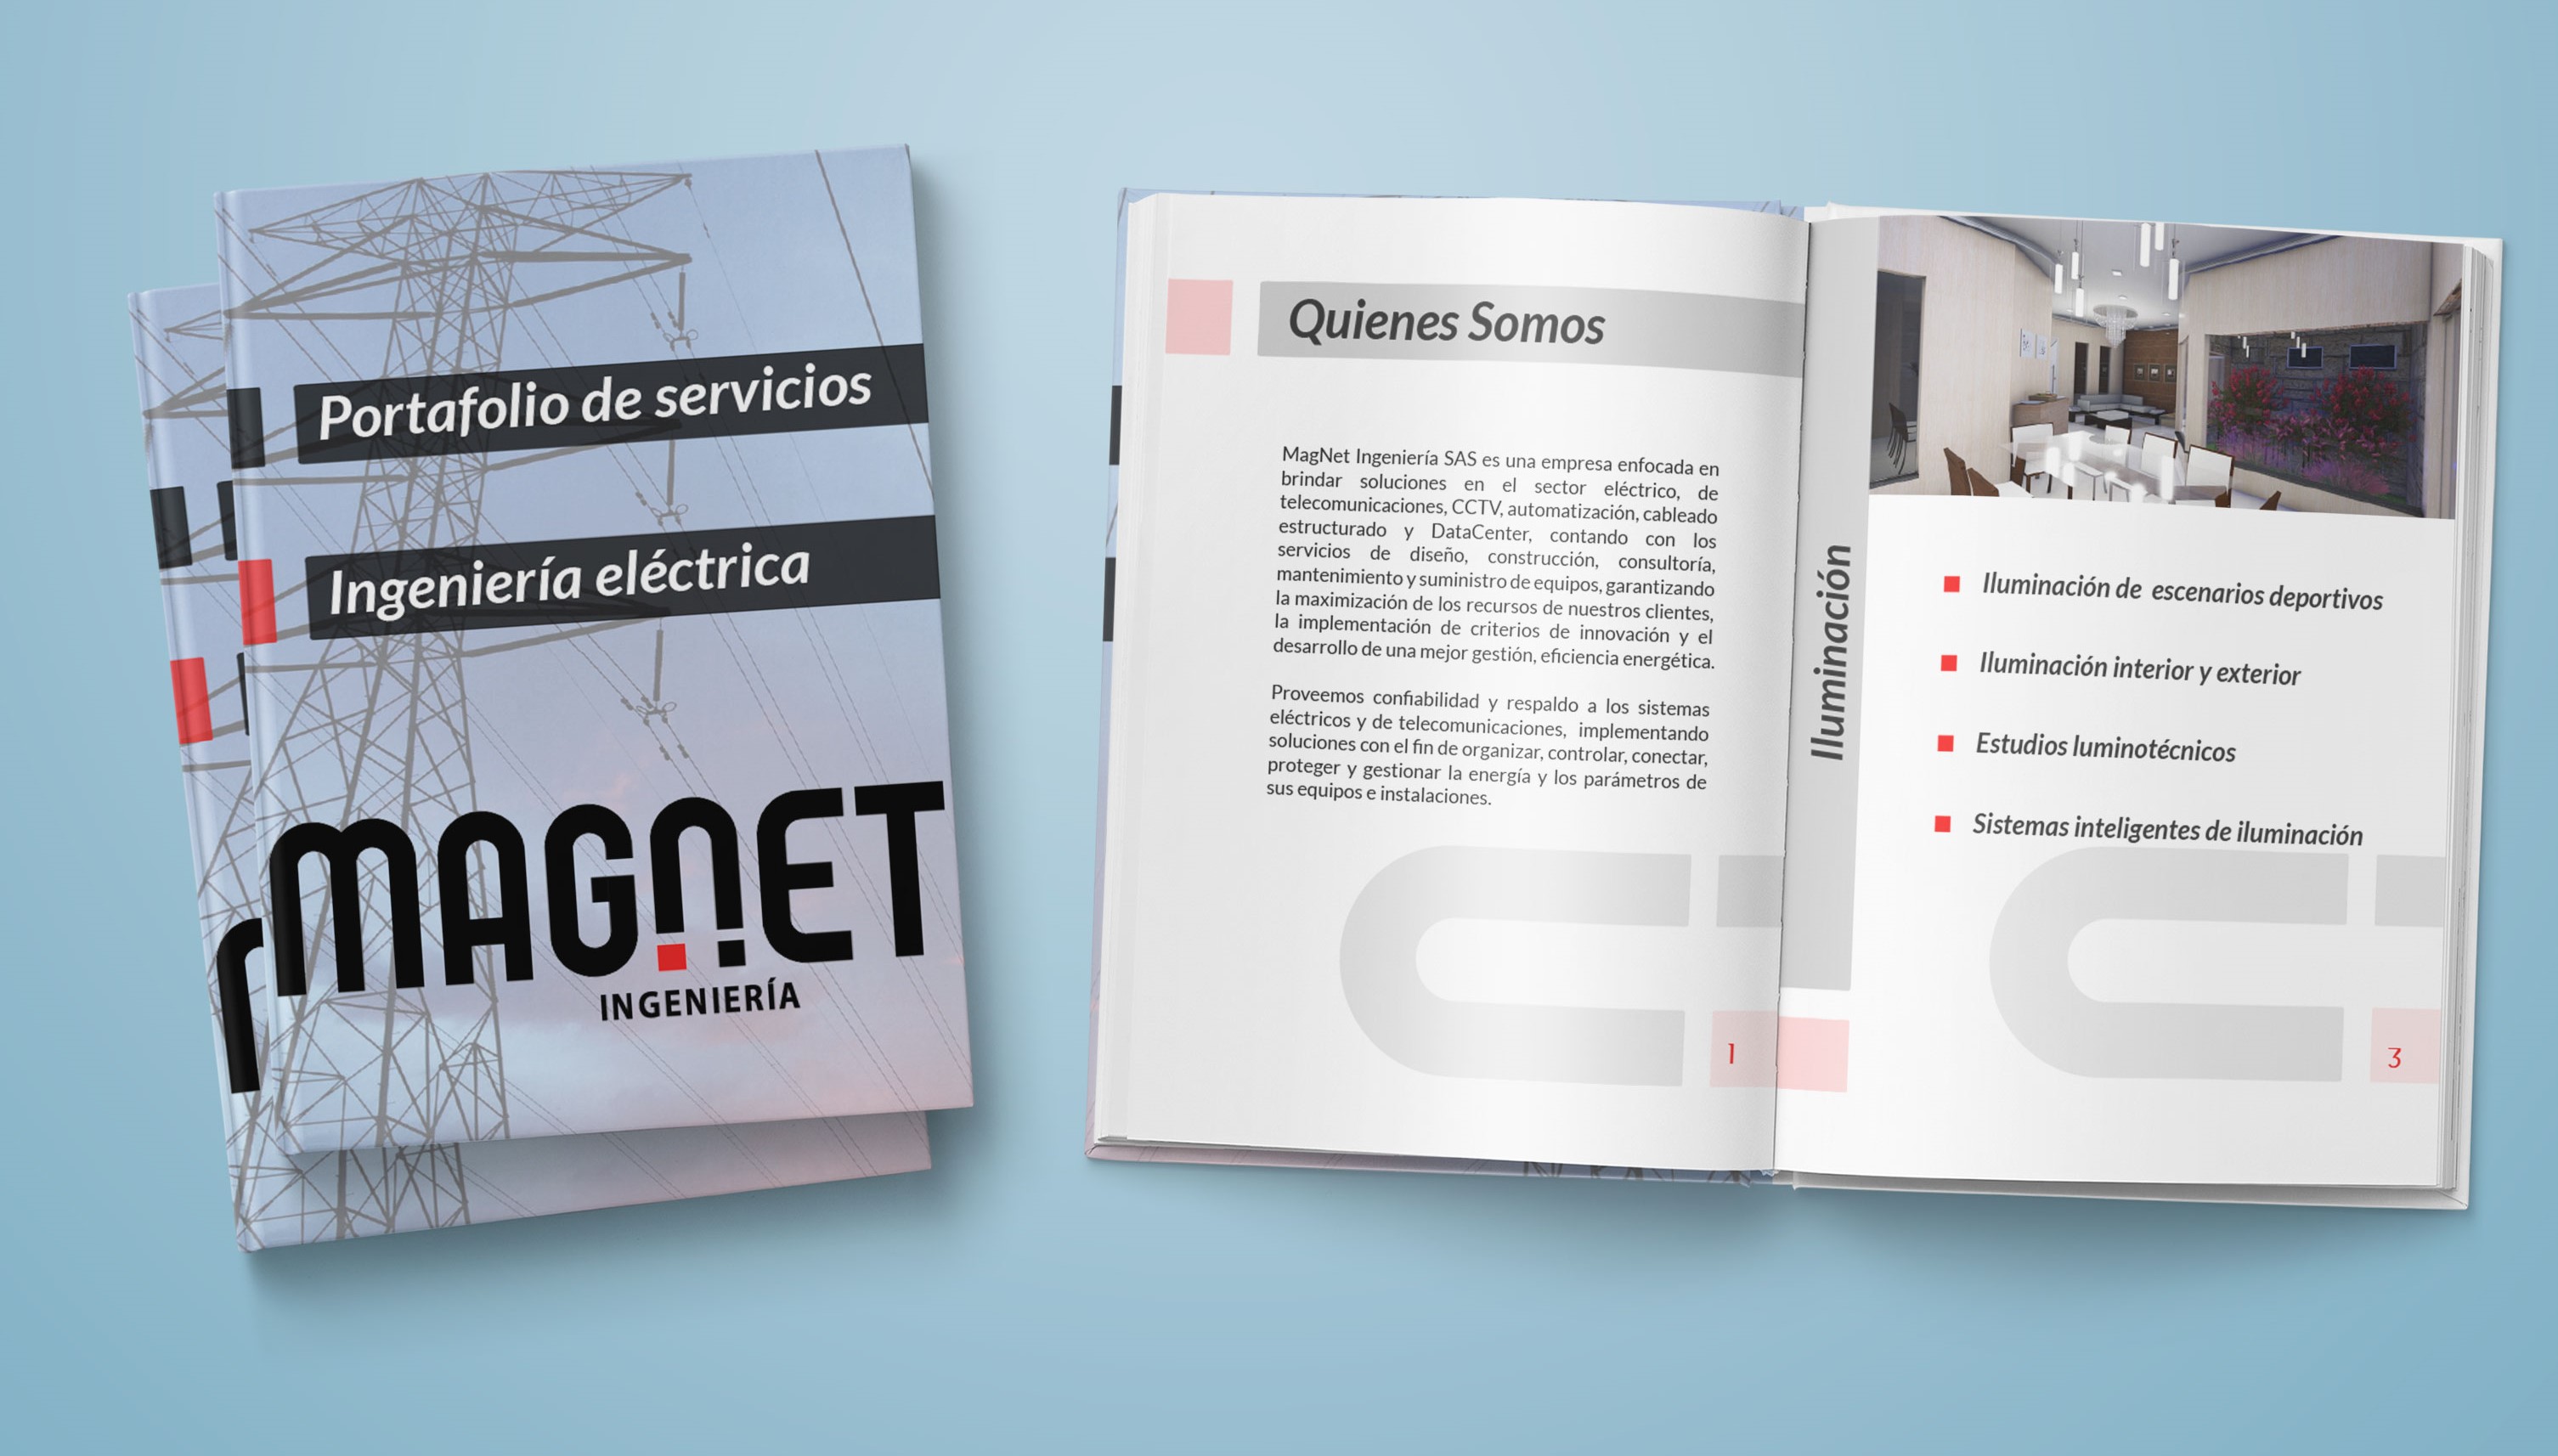 Portafolio de servicios
Ingeniería eléctrica
MAGNET
INGENIERÍA
Quienes Somos
MagNet Ingeniería SAS es una empresa enfocada en
brindar soluciones en el sector eléctrico, de
telecomunicaciones, CCTV, automatización, cableado
estructurado y DataCenter, contando con los
servicios de diseño, construcción, consultoría,
mantenimiento y suministro de equipos, garantizando
la maximización de los recursos de nuestros clientes,
la implementación de criterios de innovación y el
desarrollo de una mejor gestión, eficiencia energética.
Proveemos confiabilidad y respaldo a los sistemas
eléctricos y de telecomunicaciones, implementando
soluciones con el fin de organizar, controlar, conectar,
proteger y gestionar la energía y los parámetros de
sus equipos e instalaciones.
1
Iluminación
Iluminación de escenarios deportivos
Iluminación interior y exterior
Estudios luminotécnicos
Sistemas inteligentes de iluminación
3